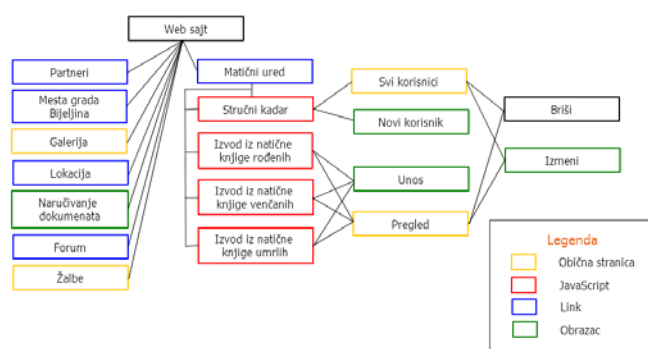 Web sajt
Partneri
Mesta grada
Bijeljina
Galerija
Lokacija
Naručivanje
dokumenata
Forum
Žalbe
Matični ured
Stručni kadar
Izvod iz natične
knjige rođenih
Izvod iz natične
knjige venčanih
Izvod iz natične
knjige umrlih
Svi korisnici
Novi korisnik
Unos
Pregled
Briši
Izmeni
Legenda
Obična stranica
JavaScript
Link
Obrazac